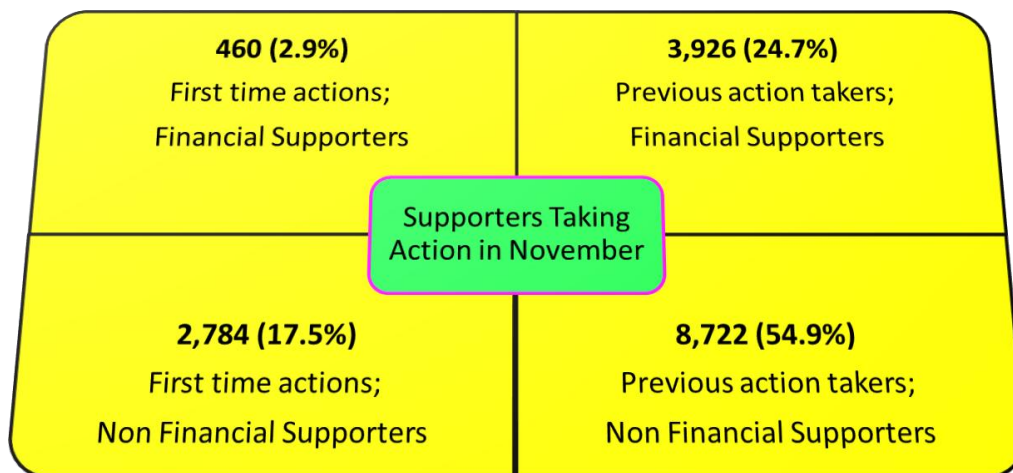 460 (2.9%)
First time actions;
Financial Supporters
3,926 (24.7%)
Previous action takers;
Financial Supporters
Supporters Taking
Action in November
2,784 (17.5%)
First time actions;
Non Financial Supporters
8,722 (54.9%)
Previous action takers;
Non Financial Supporters